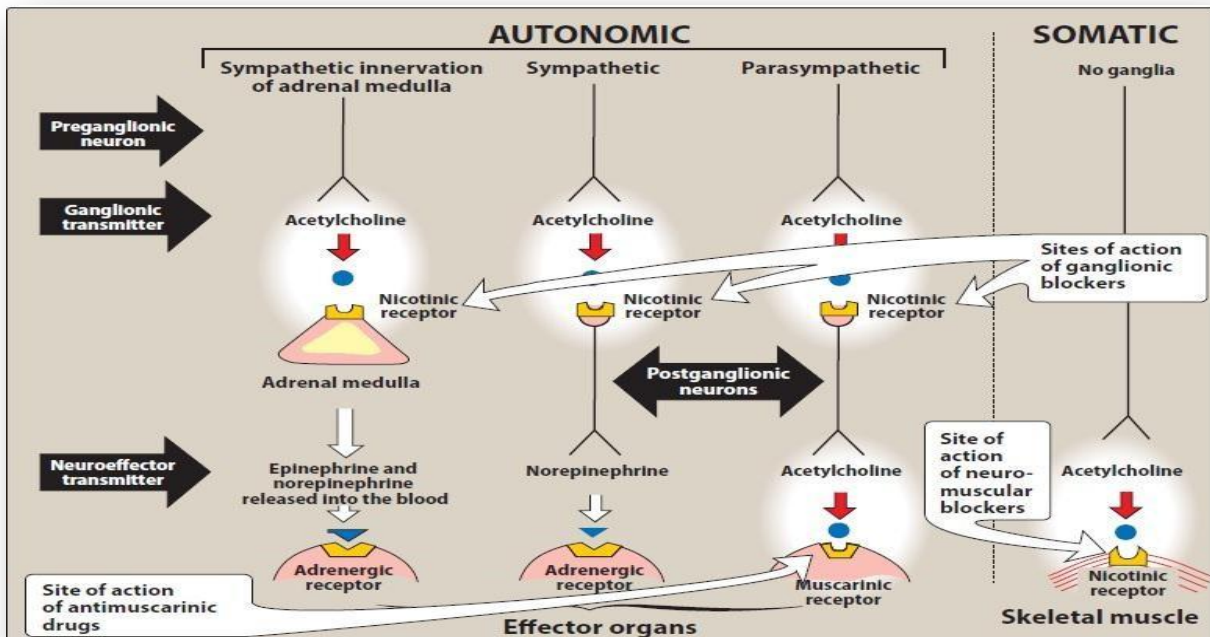 AUTONOMIC
SOMATIC
Sympathetic innervation
of adrenal medulla
Sympathetic
Parasympathetic
No ganglia
Preganglionic
neuron
Ganglionic
transmitter
Acetylcholine
Acetylcholine
Acetylcholine
Sites of action
of ganglionic
blockers
Nicotinic
receptor
Nicotinic
receptor
Nicotinic
receptor
Adrenal medulla
Postganglionic
neurons
Site of
action
of neuro-
muscular
blockers
Neuroeffector
transmitter
Epinephrine and
norepinephrine
released into the blood
Norepinephrine
Acetylcholine
Acetylcholine
Adrenergic
receptor
Adrenergic
receptor
Muscarinic
receptor
Nicotinic
receptor
Site of action
of antimuscarinic
drugs
Effector organs
Skeletal muscle